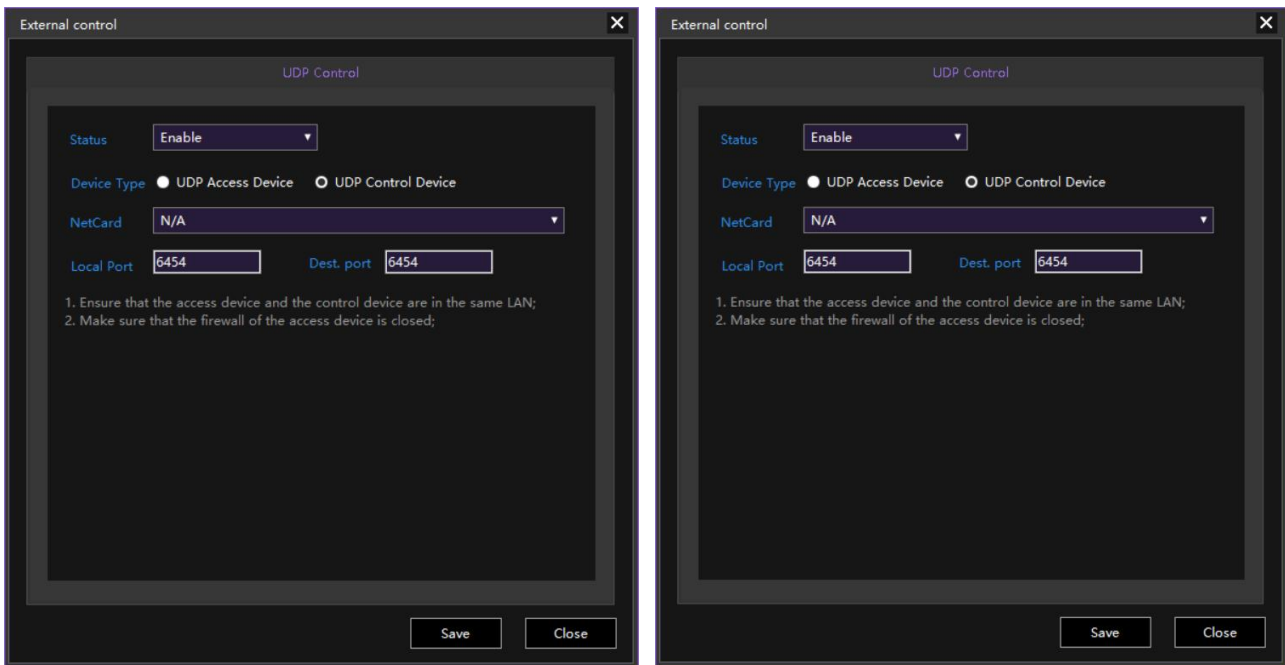 External control
UDP Control
Status Enable
Device Type UDP Access Device UDP Control Device
NetCard N/A
Local Port 6454 Dest. port 6454
1. Ensure that the access device and the control device are in the same LAN;
2. Make sure that the firewall of the access device is closed;
Save Close
External control
UDP Control
Status Enable
Device Type UDP Access Device UDP Control Device
NetCard N/A
Local Port 6454 Dest. port 6454
1. Ensure that the access device and the control device are in the same LAN;
2. Make sure that the firewall of the access device is closed;
Save Close